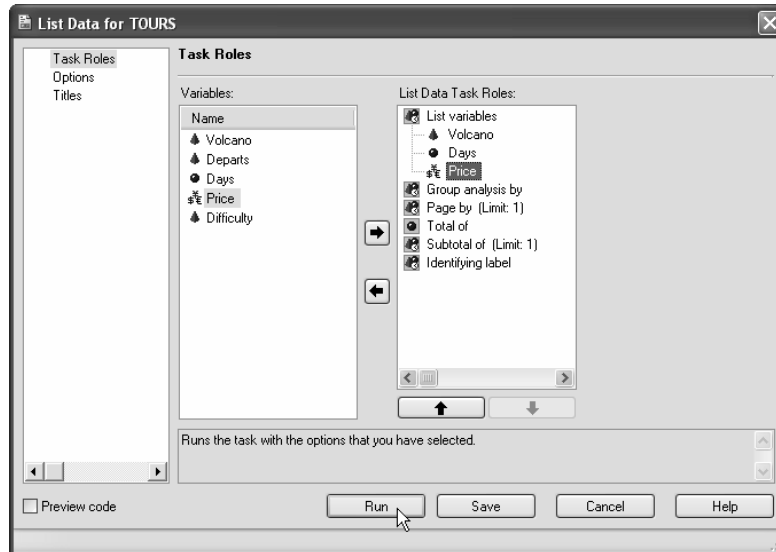 List Data for TOURS
Task Roles
Options
Titles
Task Roles
Variables:
Name
Volcano
Departs
Days
Price
Difficulty
List Data Task Roles:
List variables
Volcano
Days
Price
Group analysis by
Page by (Limit: 1)
Total of
Subtotal of (Limit: 1)
Identifying label
Runs the task with the options that you have selected.
Preview code
Run
Save
Cancel
Help